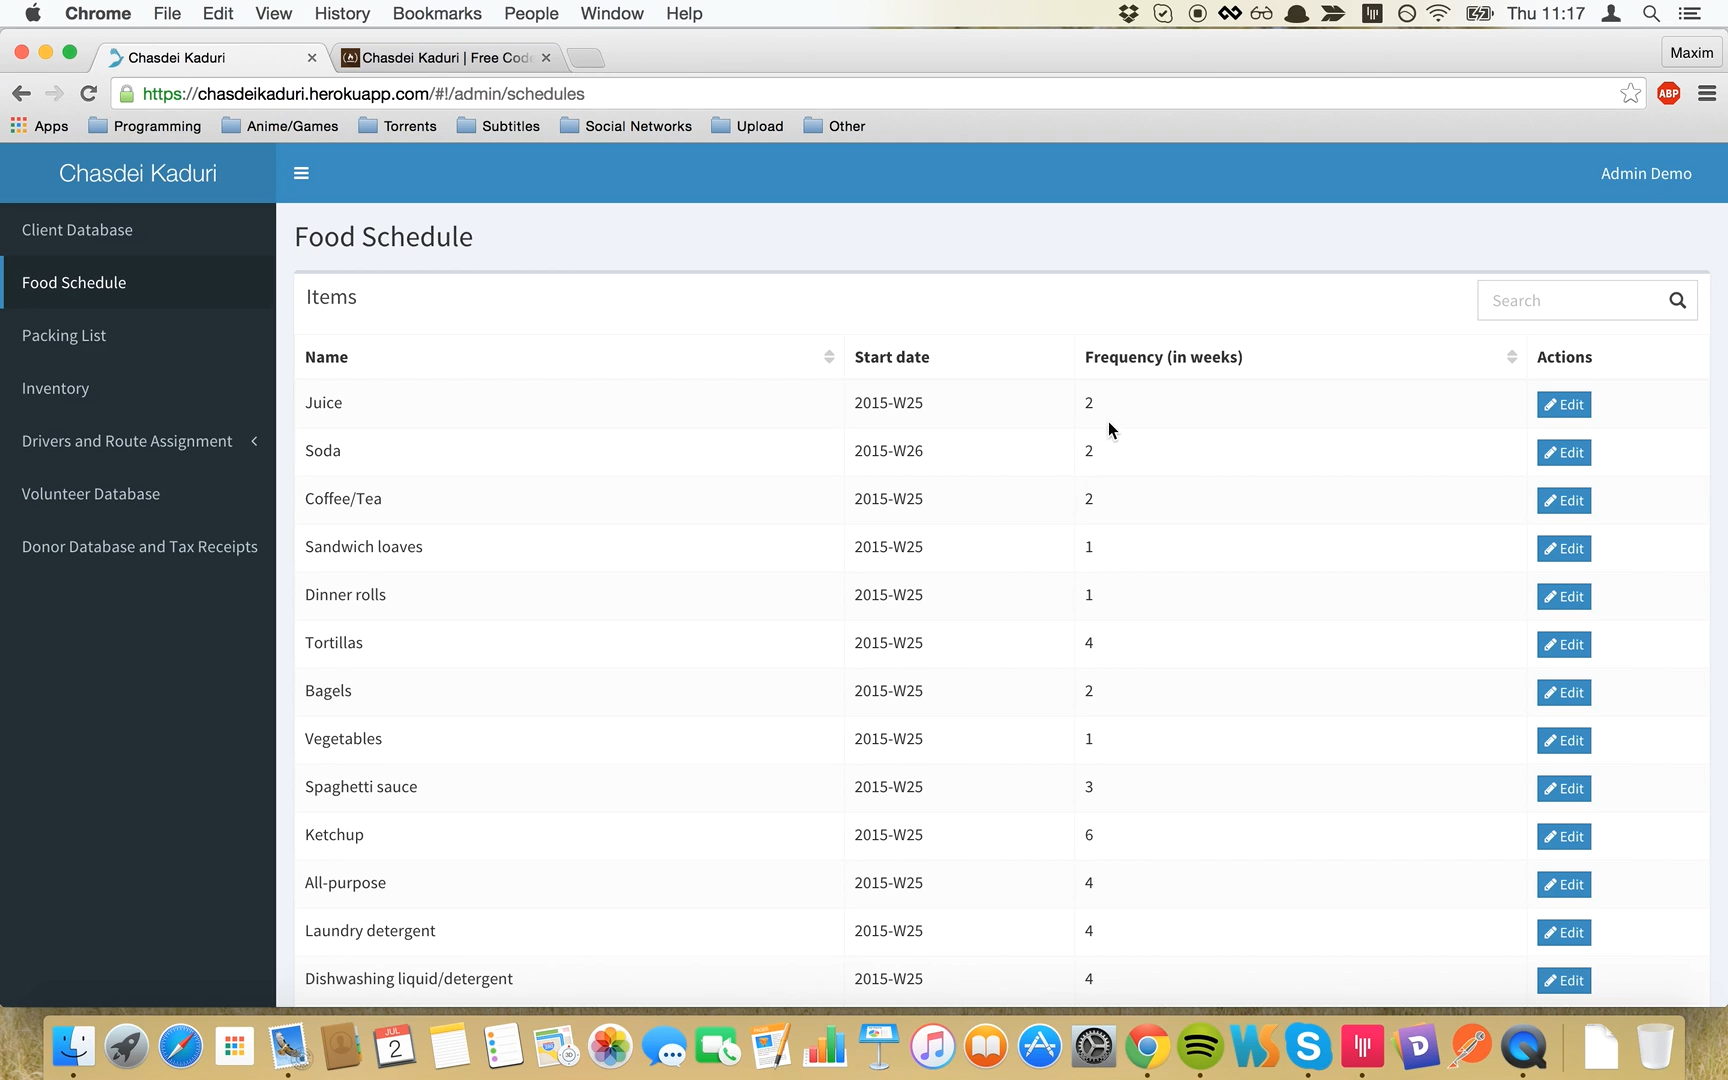 Chrome File Edit View History Bookmarks People Window Help Thu 11:17
Chasdei Kaduri Chasdei Kaduri | Free Cod Maxim
https://chasdeikaduri.herokuapp.com/#!/admin/schedules ABP
Apps Programming Anime/Games Torrents Subtitles Social Networks Upload Other
Chasdei Kaduri Admin Demo
Client Database
Food Schedule
Packing List
Inventory
Drivers and Route Assignment
Volunteer Database
Donor Database and Tax Receipts
Food Schedule
Items Search
Name Start date Frequency (in weeks) Actions
Juice 2015-W25 2 Edit
Soda 2015-W26 2 Edit
Coffee/Tea 2015-W25 2 Edit
Sandwich loaves 2015-W25 1 Edit
Dinner rolls 2015-W25 1 Edit
Tortillas 2015-W25 4 Edit
Bagels 2015-W25 2 Edit
Vegetables 2015-W25 1 Edit
Spaghetti sauce 2015-W25 3 Edit
Ketchup 2015-W25 6 Edit
All-purpose 2015-W25 4 Edit
Laundry detergent 2015-W25 4 Edit
Dishwashing liquid/detergent 2015-W25 4 Edit
JUL
2